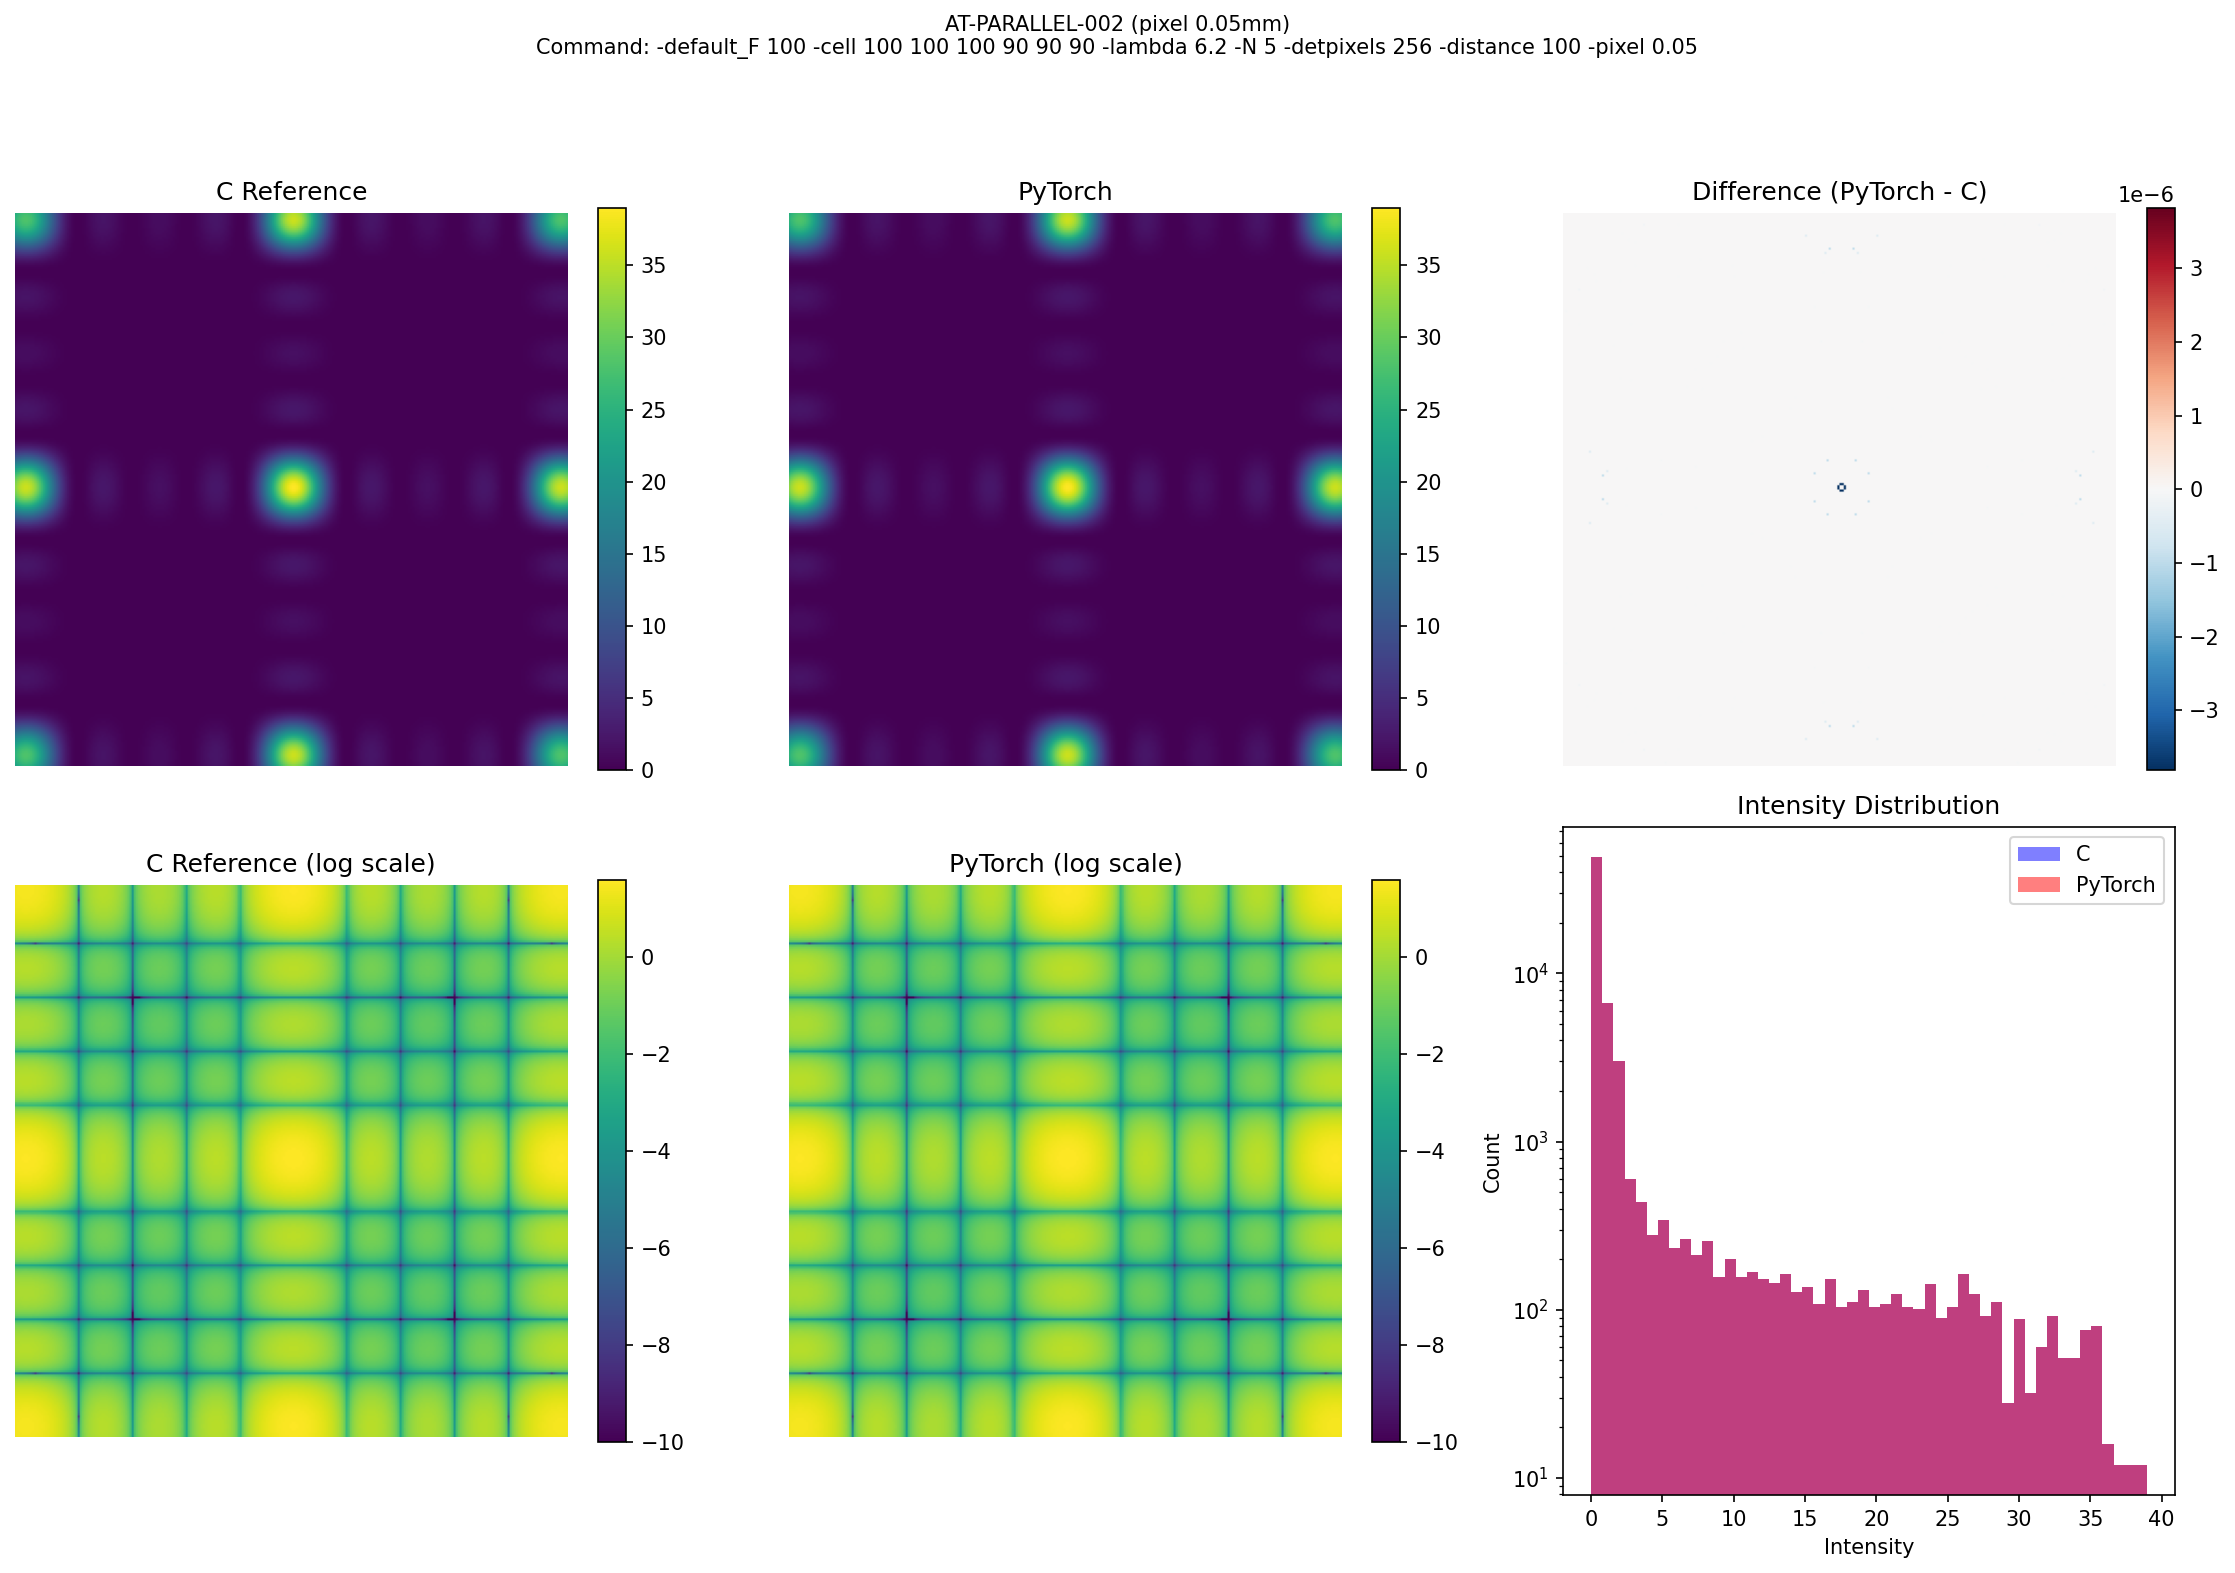 AT-PARALLEL-002 (pixel 0.05mm)
Command: -default_F 100 -cell 100 100 100 90 90 90 -lambda 6.2 -N 5 -detpixels 256 -distance 100 -pixel 0.05
C Reference
35
30
25
20
15
10
5
0
PyTorch
35
30
25
20
15
10
5
0
Difference (PyTorch - C)
1e−6
3
2
1
0
−1
−2
−3
C Reference (log scale)
0
−2
−4
−6
−8
−10
PyTorch (log scale)
0
−2
−4
−6
−8
−10
Intensity Distribution
C
PyTorch
Count
10⁴
10³
10²
10¹
0 5 10 15 20 25 30 35 40
Intensity